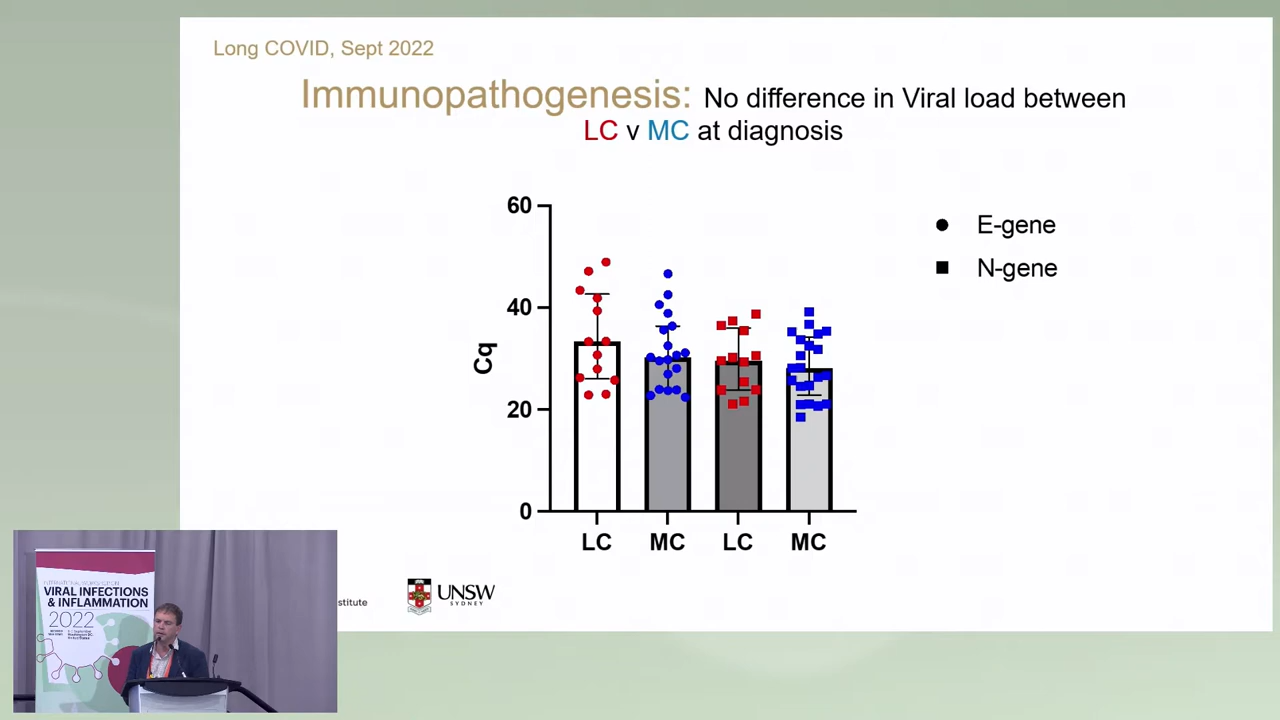 Long COVID, Sept 2022
Immunopathogenesis: No difference in Viral load between
LC v MC at diagnosis
60
40
20
0
Cq
LC
MC
LC
MC
E-gene
N-gene
stitute
UNSW
SYDNEY
VIRAL INFECTIONS
& INFLAMMATION
2022